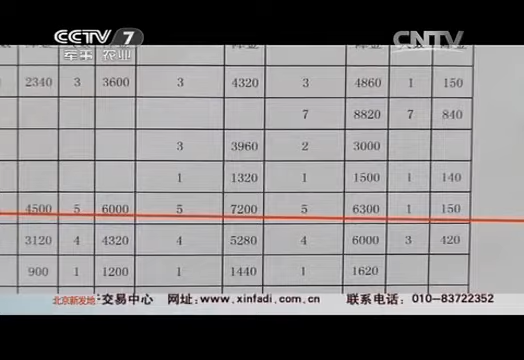 CCTV 7
军事 农业
CNTV
2340 3 3600 3 4320 3 4860 1 150
7 8820 7 840
3 3960 2 3000
1 1320 1 1500 1 140
4500 5 6000 5 7200 5 6300 1 150
3120 4 4320 4 5280 4 6000 3 420
900 1 1200 1 1440 1 1620
北京新发地 交易中心 网址:www.xinfadi.com.cn 联系电话:010-83722352